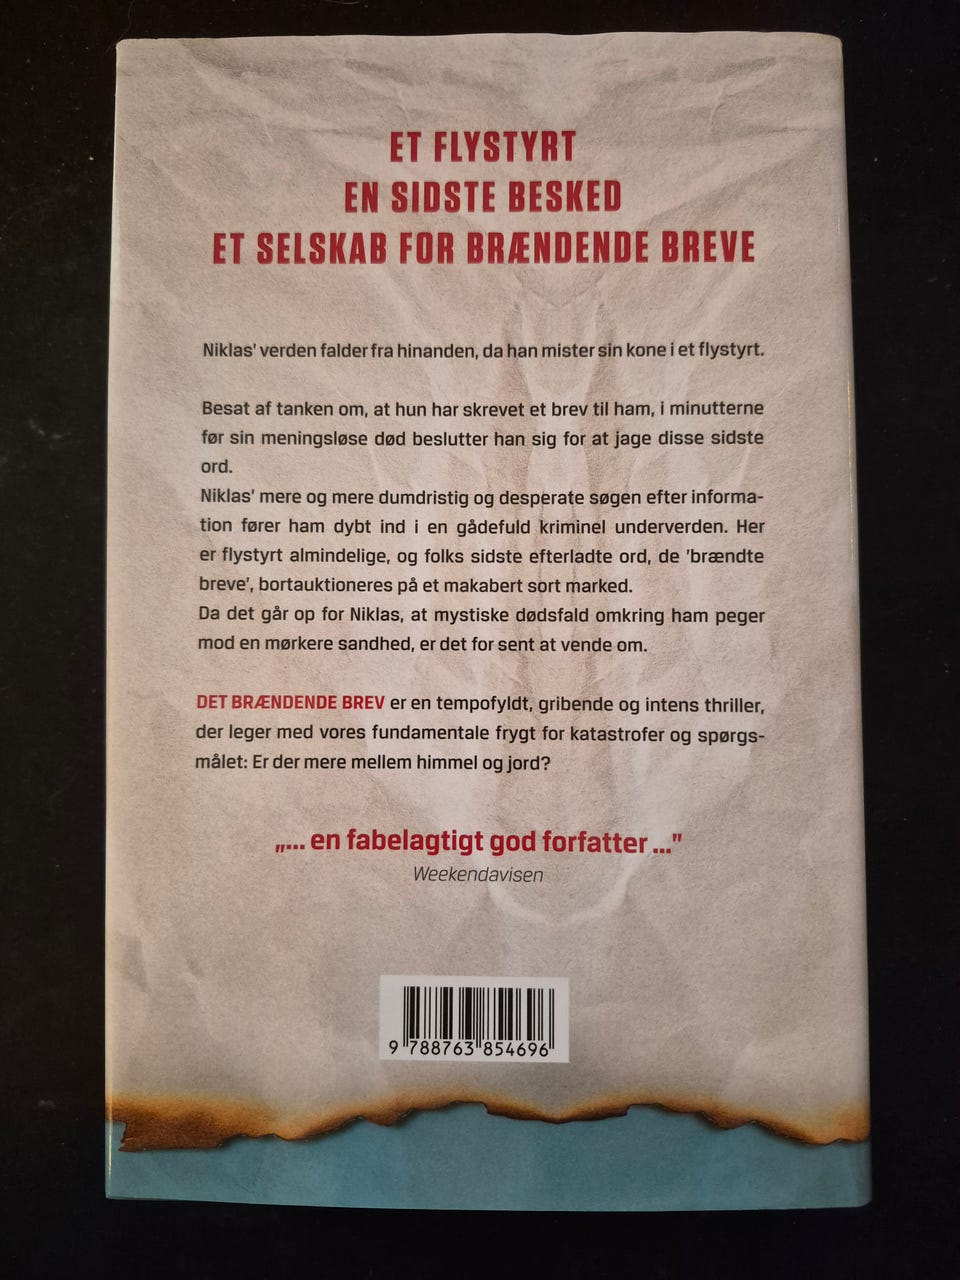 ET FLYSTYRT
EN SIDSTE BESKED
ET SELSKAB FOR BRÆNDENDE BREVE
Niklas' verden falder fra hinanden, da han mister sin kone i et flystyrt.
Besat af tanken om, at hun har skrevet et brev til ham, i minutterne
før sin meningsløse død beslutter han sig for at jage disse sidste
ord.
Niklas' mere og mere dumdristig og desperate søgen efter informa-
tion fører ham dybt ind i en gådefuld kriminel underverden. Her
er flystyrt almindelige, og folks sidste efterladte ord, de 'brændte
breve', bortauktioneres på et makabert sort marked.
Da det går op for Niklas, at mystiske dødsfald omkring ham peger
mod en mørkere sandhed, er det for sent at vende om.
DET BRÆNDENDE BREV er en tempofyldt, gribende og intens thriller,
der leger med vores fundamentale frygt for katastrofer og spørgs-
målet: Er der mere mellem himmel og jord?
„... en fabelagtigt god forfatter ..."
Weekendavisen
9 788763 854696